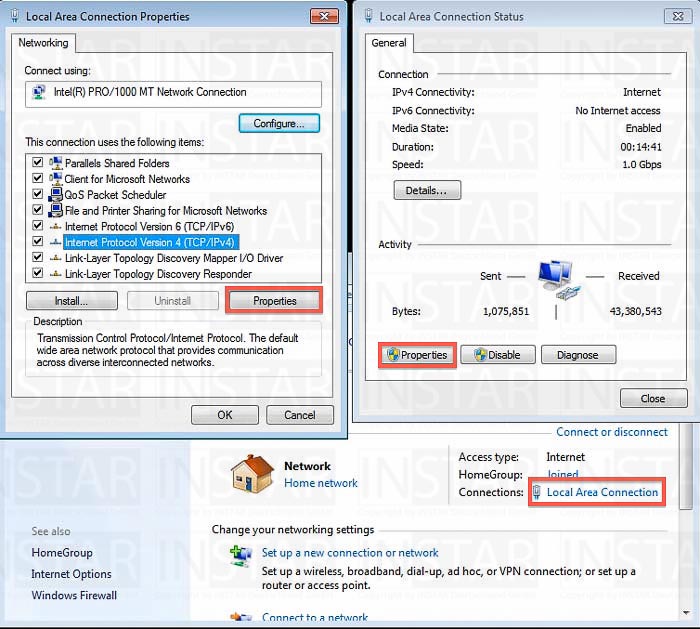 Local Area Connection Properties
Networking
Connect using:
Intel(R) PRO/1000 MT Network Connection
Configure...
This connection uses the following items:
Parallels Shared Folders
Client for Microsoft Networks
QoS Packet Scheduler
File and Printer Sharing for Microsoft Networks
Internet Protocol Version 6 (TCP/IPv6)
Internet Protocol Version 4 (TCP/IPv4)
Link-Layer Topology Discovery Mapper I/O Driver
Link-Layer Topology Discovery Responder
Install...
Uninstall
Properties
Description
Transmission Control Protocol/Internet Protocol. The default
wide area network protocol that provides communication
across diverse interconnected networks.
OK
Cancel
Local Area Connection Status
General
Connection
IPv4 Connectivity: Internet
IPv6 Connectivity: No Internet access
Media State: Enabled
Duration: 00:14:41
Speed: 1.0 Gbps
Details...
Activity
Sent
Received
Bytes: 1,075,851 43,380,543
Properties
Disable
Diagnose
Close
Connect or disconnect
Network
Home network
Access type: Internet
HomeGroup: Joined
Connections: Local Area Connection
See also
HomeGroup
Internet Options
Windows Firewall
Change your networking settings
Set up a new connection or network
Set up a wireless, broadband, dial-up, ad hoc, or VPN connection; or set up a
router or access point.
Connect to a network
INSTAR